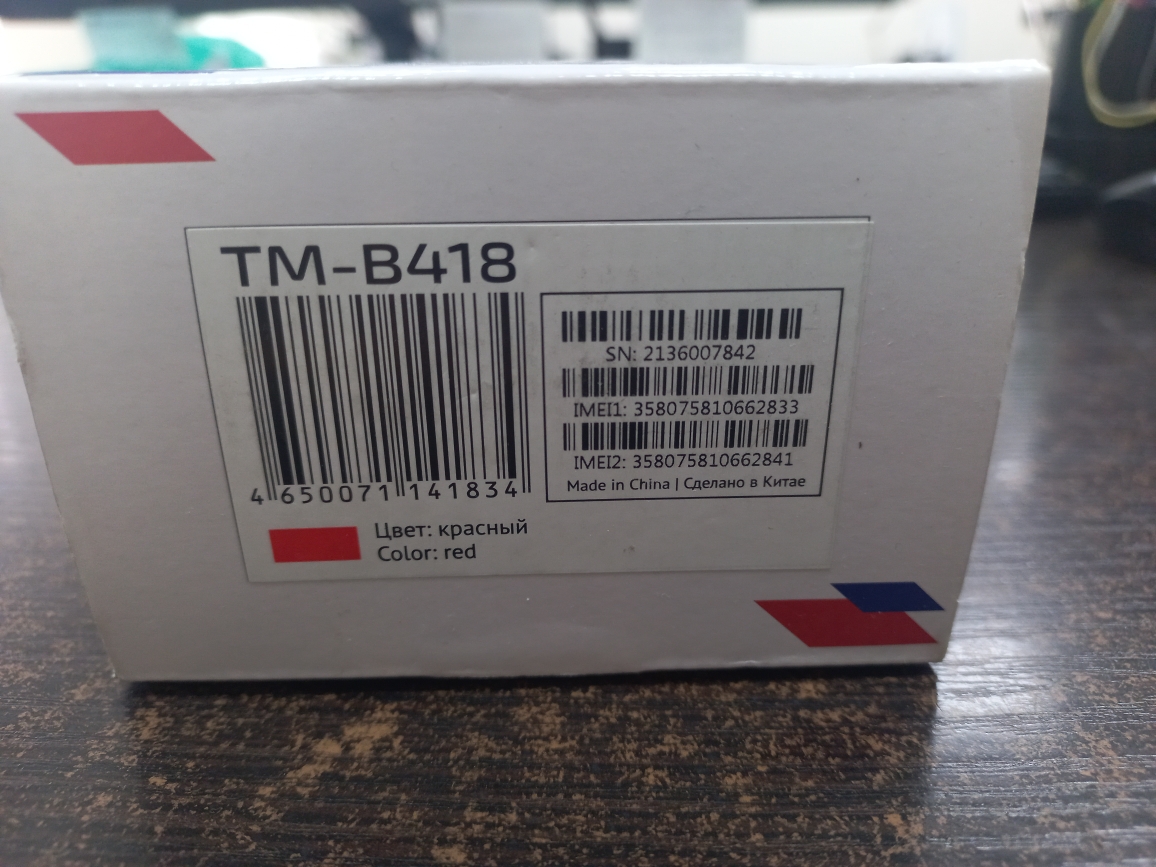 TM-B418
4 650071 141834
SN: 2136007842
IMEI1: 358075810662833
IMEI2: 358075810662841
Made in China | Сделано в Китае
Цвет: красный
Color: red